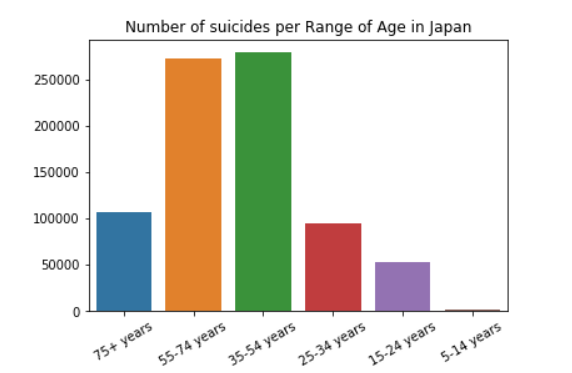 Number of suicides per Range of Age in Japan
250000
200000
150000
100000
50000
0
75+ years
55-74 years
35-54 years
25-34 years
15-24 years
5-14 years